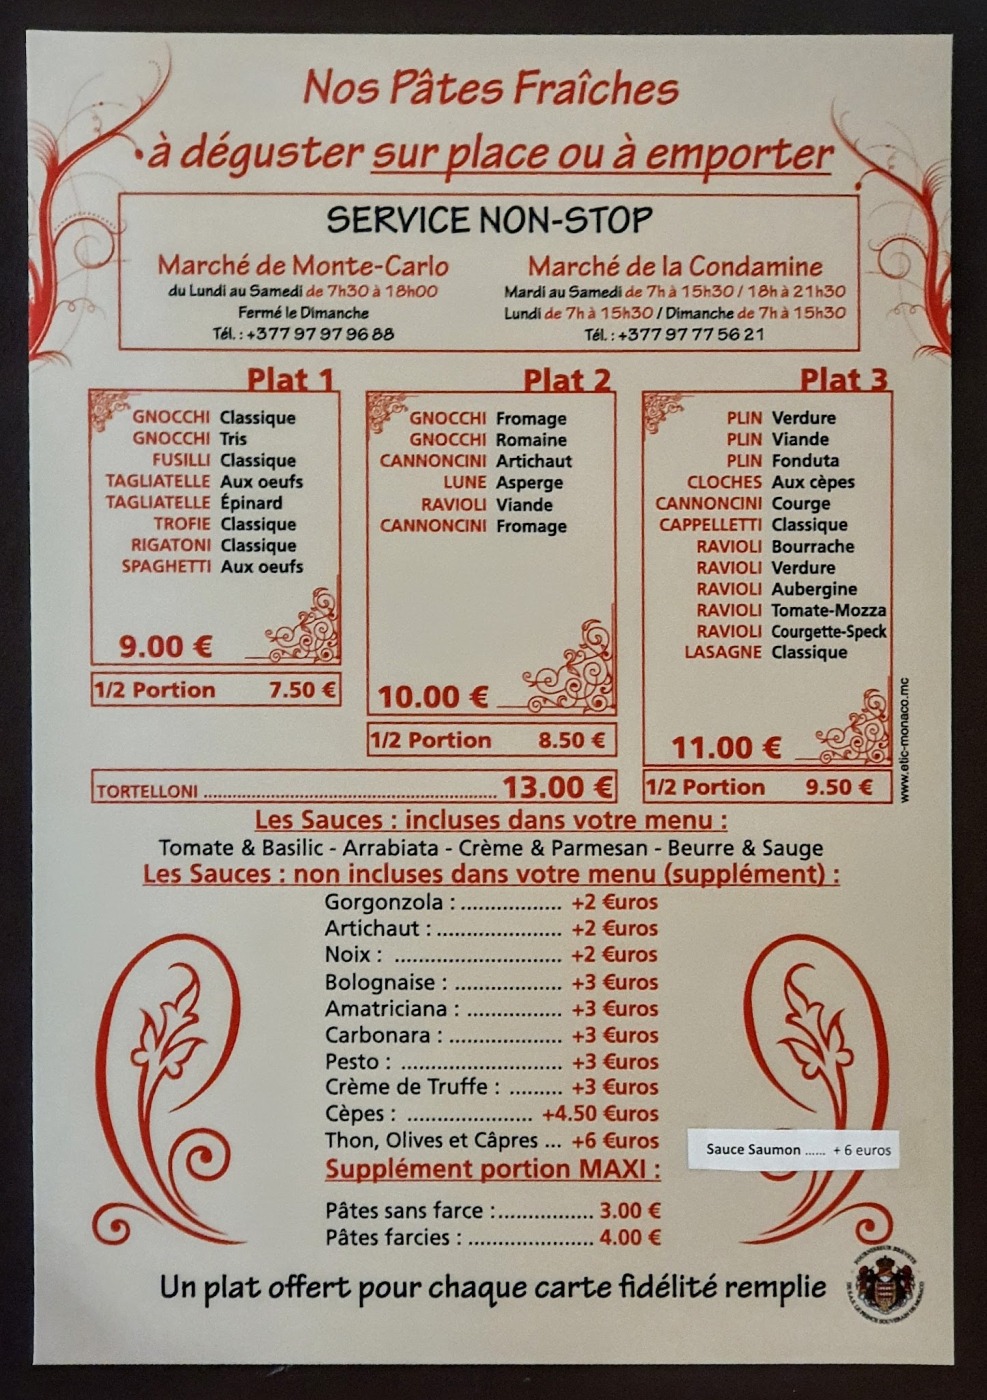 Nos Pâtes Fraîches
à déguster sur place ou à emporter
SERVICE NON-STOP
Marché de Monte-Carlo
du Lundi au Samedi de 7h30 à 18h00
Fermé le Dimanche
Tél. : +377 97 97 96 88
Marché de la Condamine
Mardi au Samedi de 7h à 15h30 / 18h à 21h30
Lundi de 7h à 15h30 / Dimanche de 7h à 15h30
Tél. : +377 97 77 56 21
Plat 1
GNOCCHI Classique
GNOCCHI Tris
FUSILLI Classique
TAGLIATELLE Aux oeufs
TAGLIATELLE Épinard
TROFIE Classique
RIGATONI Classique
SPAGHETTI Aux oeufs
9.00 €
1/2 Portion 7.50 €
Plat 2
GNOCCHI Fromage
GNOCCHI Romaine
CANNONCINI Artichaut
LUNE Asperge
RAVIOLI Viande
CANNONCINI Fromage
10.00 €
1/2 Portion 8.50 €
Plat 3
PLIN Verdure
PLIN Viande
PLIN Fonduta
CLOCHES Aux cèpes
CANNONCINI Courge
CAPPELLETTI Classique
RAVIOLI Bourrache
RAVIOLI Verdure
RAVIOLI Aubergine
RAVIOLI Tomate-Mozza
RAVIOLI Courgette-Speck
LASAGNE Classique
11.00 €
1/2 Portion 9.50 €
www.etic-monaco.mc
TORTELLONI ........ 13.00 €
Les Sauces : incluses dans votre menu :
Tomate & Basilic - Arrabiata - Crème & Parmesan - Beurre & Sauge
Les Sauces : non incluses dans votre menu (supplément) :
Gorgonzola : ................. +2 €uros
Artichaut : ..................... +2 €uros
Noix : ............................ +2 €uros
Bolognaise : .................. +3 €uros
Amatriciana : ................ +3 €uros
Carbonara : ................... +3 €uros
Pesto : ........................... +3 €uros
Crème de Truffe : ......... +3 €uros
Cèpes : ..................... +4.50 €uros
Thon, Olives et Câpres ... +6 €uros
Sauce Saumon ...... + 6 euros
Supplément portion MAXI :
Pâtes sans farce :................ 3.00 €
Pâtes farcies : ..................... 4.00 €
Un plat offert pour chaque carte fidélité remplie
FOURNISSEUR BREVETÉ
DE S.A.S. LE PRINCE SOUVERAIN DE MONACO